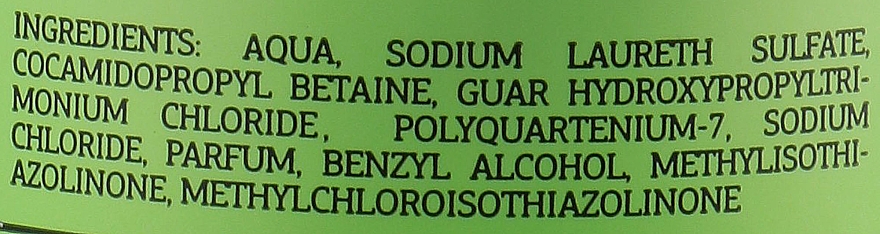 INGREDIENTS: AQUA, SODIUM LAURETH SULFATE,
COCAMIDOPROPYL BETAINE, GUAR HYDROXYPROPYLTRI-
MONIUM CHLORIDE, POLYQUARTENIUM-7, SODIUM
CHLORIDE, PARFUM, BENZYL ALCOHOL, METHYLISOTHI-
AZOLINONE, METHYLCHLOROISOTHIAZOLINONE